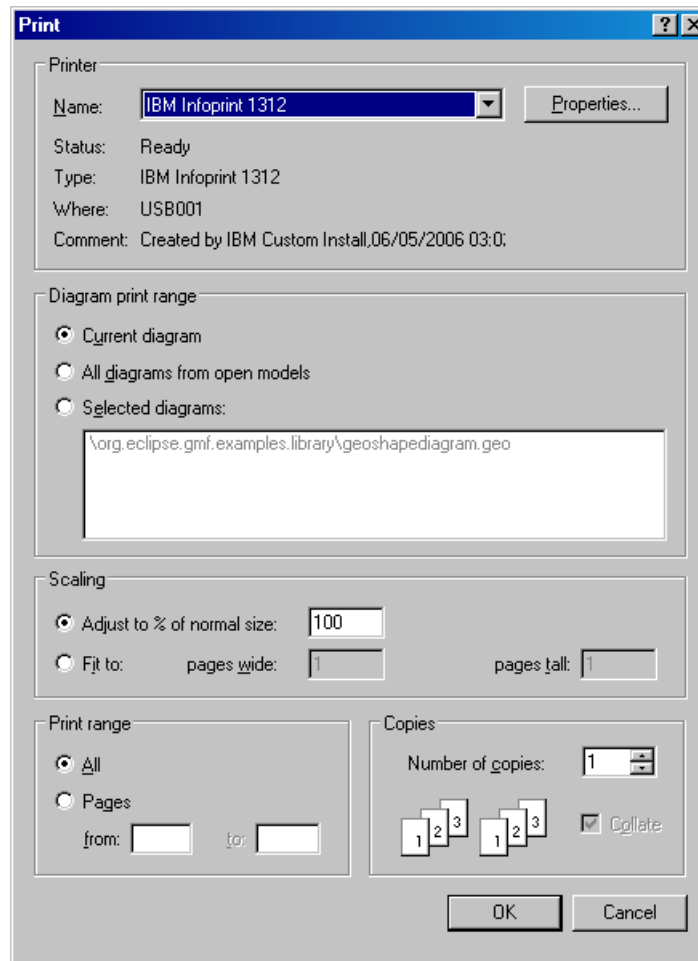 Print
Printer
Name: IBM Infoprint 1312 Properties...
Status: Ready
Type: IBM Infoprint 1312
Where: USB001
Comment: Created by IBM Custom Install,06/05/2006 03:0
Diagram print range
Current diagram
All diagrams from open models
Selected diagrams:
\org.eclipse.gmf.examples.library\geoshapediagram.geo
Scaling
Adjust to % of normal size: 100
Fit to: pages wide: 1 pages tall: 1
Print range
All
Pages
from: to:
Copies
Number of copies: 1
1 2 3 1 2 3 Collate
OK Cancel